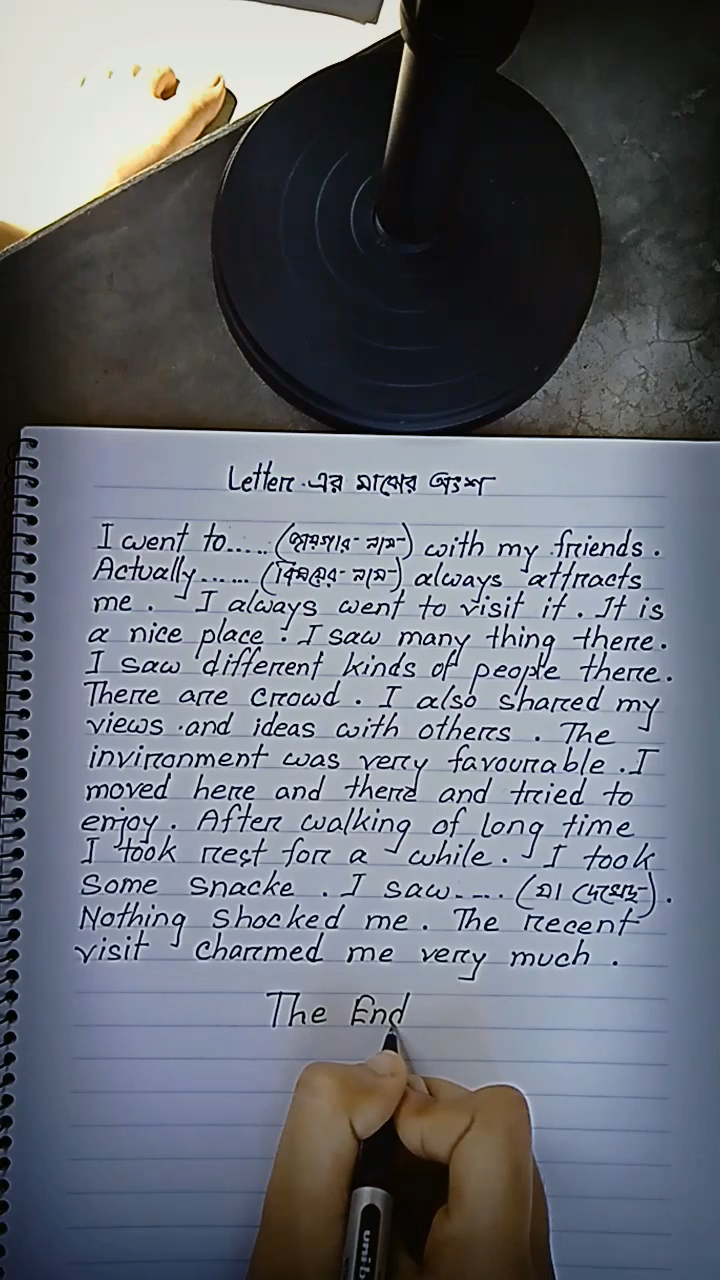 Letter এর মাঝের অংশ
I went to..... (জায়গার নাম) with my friends.
Actually...... (বিষয়ের নাম) always attracts
me. I always went to visit it. It is
a nice place. I saw many thing there.
I saw different kinds of people there.
There are crowd. I also shared my
views and ideas with others. The
invironment was very favourable. I
moved here and there and tried to
enjoy. After walking of long time
I took rest for a while. I took
some snacke. I saw.... (যা দেখেছ).
Nothing shocked me. The recent
visit charmed me very much.
The End
unib